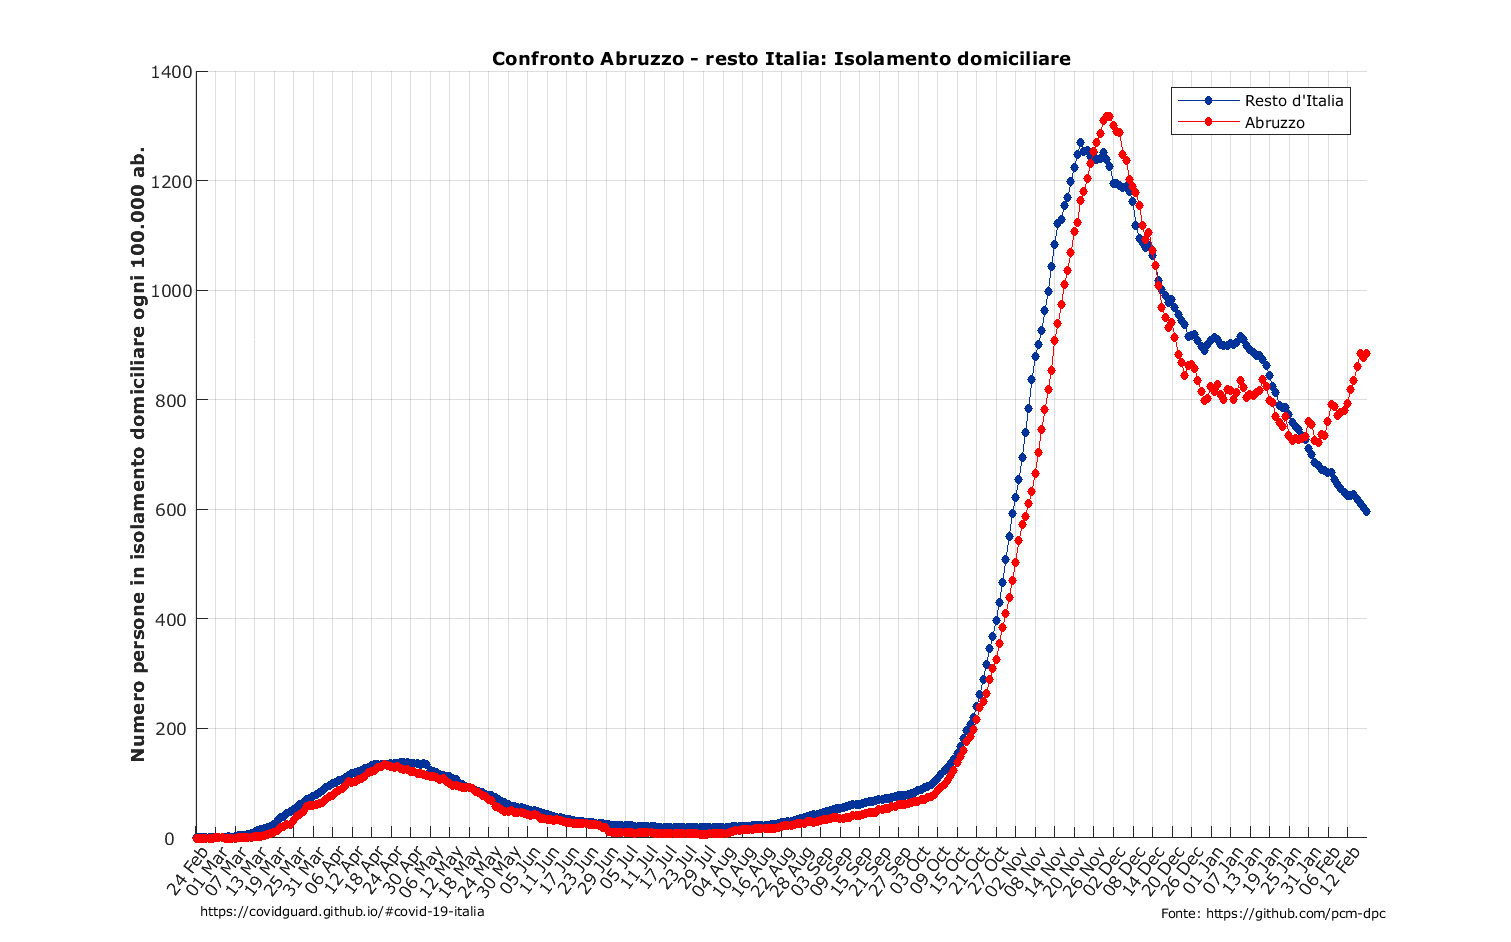 Confronto Abruzzo - resto Italia: Isolamento domiciliare
Numero persone in isolamento domiciliare ogni 100.000 ab.
1400
1200
1000
800
600
400
200
0
Resto d'Italia
Abruzzo
24 Feb
01 Mar
07 Mar
13 Mar
19 Mar
25 Mar
31 Mar
06 Apr
12 Apr
18 Apr
24 Apr
30 Apr
06 May
12 May
18 May
24 May
30 May
05 Jun
11 Jun
17 Jun
23 Jun
29 Jun
05 Jul
11 Jul
17 Jul
23 Jul
29 Jul
04 Aug
10 Aug
16 Aug
22 Aug
28 Aug
03 Sep
09 Sep
15 Sep
21 Sep
27 Sep
03 Oct
09 Oct
15 Oct
21 Oct
27 Oct
02 Nov
08 Nov
14 Nov
20 Nov
26 Nov
02 Dec
08 Dec
14 Dec
20 Dec
26 Dec
01 Jan
07 Jan
13 Jan
19 Jan
25 Jan
31 Jan
06 Feb
12 Feb
https://covidguard.github.io/#covid-19-italia
Fonte: https://github.com/pcm-dpc